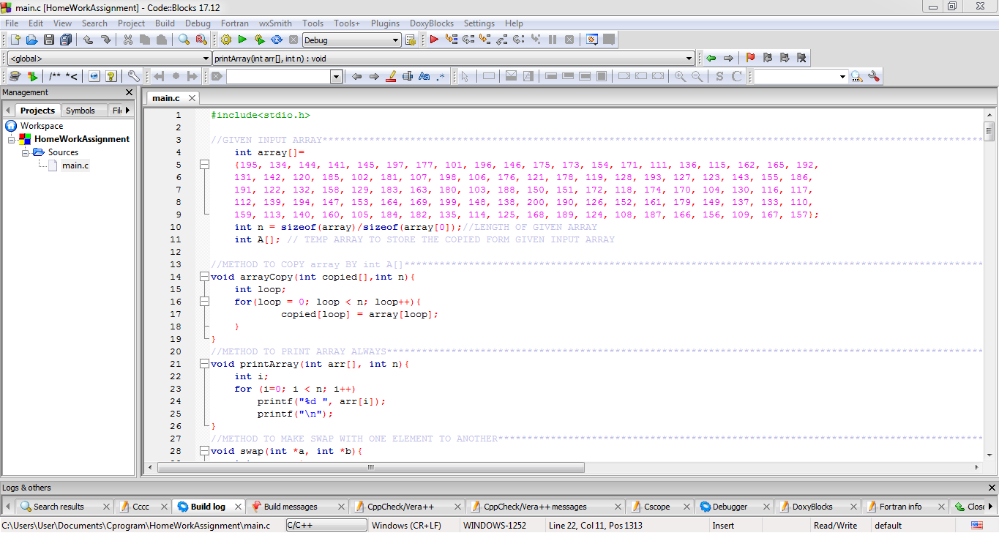 main.c [HomeWorkAssignment] - Code::Blocks 17.12
File Edit View Search Project Build Debug Fortran wxSmith Tools Tools+ Plugins DoxyBlocks Settings Help
Debug
<global> printArray(int arr[], int n) : void
/** *<
Management
main.c
Projects Symbols File
Workspace
HomeWorkAssignment
Sources
main.c
1 #include<stdio.h>
2
3 //GIVEN INPUT ARRAY************************************************************************************************************
4 int array[]=
5 {195, 134, 144, 141, 145, 197, 177, 101, 196, 146, 175, 173, 154, 171, 111, 136, 115, 162, 165, 192,
6 131, 142, 120, 185, 102, 181, 107, 198, 106, 176, 121, 178, 119, 128, 193, 127, 123, 143, 155, 186,
7 191, 122, 132, 158, 129, 183, 163, 180, 103, 188, 150, 151, 172, 118, 174, 170, 104, 130, 116, 117,
8 112, 139, 194, 147, 153, 164, 169, 199, 148, 138, 200, 190, 126, 152, 161, 179, 149, 137, 133, 110,
9 159, 113, 140, 160, 105, 184, 182, 135, 114, 125, 168, 189, 124, 108, 187, 166, 156, 109, 167, 157};
10 int n = sizeof(array)/sizeof(array[0]);//LENGTH OF GIVEN ARRAY
11 int A[]; // TEMP ARRAY TO STORE THE COPIED FORM GIVEN INPUT ARRAY
12
13 //METHOD TO COPY array BY int A[]**************************************************************************************************
14 void arrayCopy(int copied[],int n){
15 int loop;
16 for(loop = 0; loop < n; loop++){
17 copied[loop] = array[loop];
18 }
19 }
20 //METHOD TO PRINT ARRAY ALWAYS*****************************************************************************************************
21 void printArray(int arr[], int n){
22 int i;
23 for (i=0; i < n; i++)
24 printf("%d ", arr[i]);
25 printf("\n");
26 }
27 //METHOD TO MAKE SWAP WITH ONE ELEMENT TO ANOTHER**********************************************************************************
28 void swap(int *a, int *b){
Logs & others
Search results Cccc Build log Build messages CppCheck/Vera++ CppCheck/Vera++ messages Cscope Debugger DoxyBlocks Fortran info Close
C:\Users\User\Documents\Cprogram\HomeWorkAssignment\main.c C/C++ Windows (CR+LF) WINDOWS-1252 Line 22, Col 11, Pos 1313 Insert Read/Write default